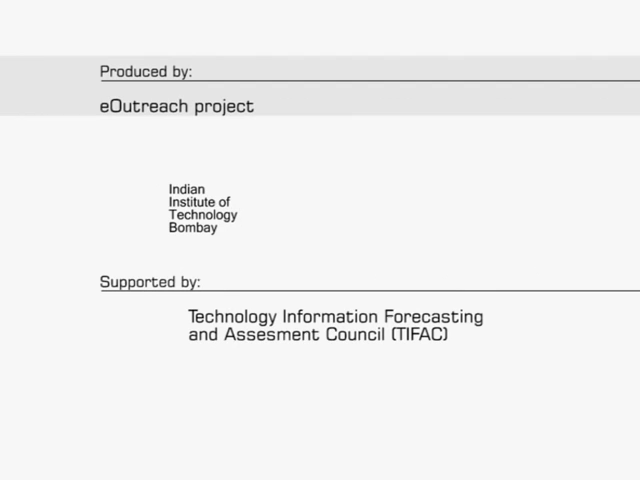 Produced by:
eOutreach project
Indian
Institute of
Technology
Bombay
Supported by:
Technology Information Forecasting
and Assesment Council (TIFAC)